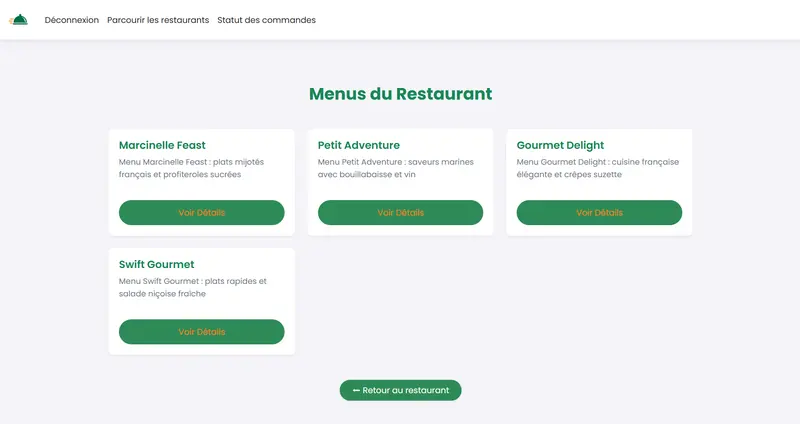 Déconnexion Parcourir les restaurants Statut des commandes
Menus du Restaurant
Marcinelle Feast
Menu Marcinelle Feast : plats mijotés
français et profiteroles sucrées
Voir Détails
Petit Adventure
Menu Petit Adventure : saveurs marines
avec bouillabaisse et vin
Voir Détails
Gourmet Delight
Menu Gourmet Delight : cuisine française
élégante et crêpes suzette
Voir Détails
Swift Gourmet
Menu Swift Gourmet : plats rapides et
salade niçoise fraîche
Voir Détails
⬅ Retour au restaurant